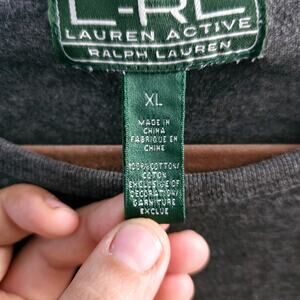 L-RL
LAUREN ACTIVE
RALPH LAUREN
XL
MADE IN
CHINA
FABRIQUE EN
CHINE
100%COTTON/
COTON
EXCLUSIVE OF
DECORATION/
GARNITURE
EXCLUE